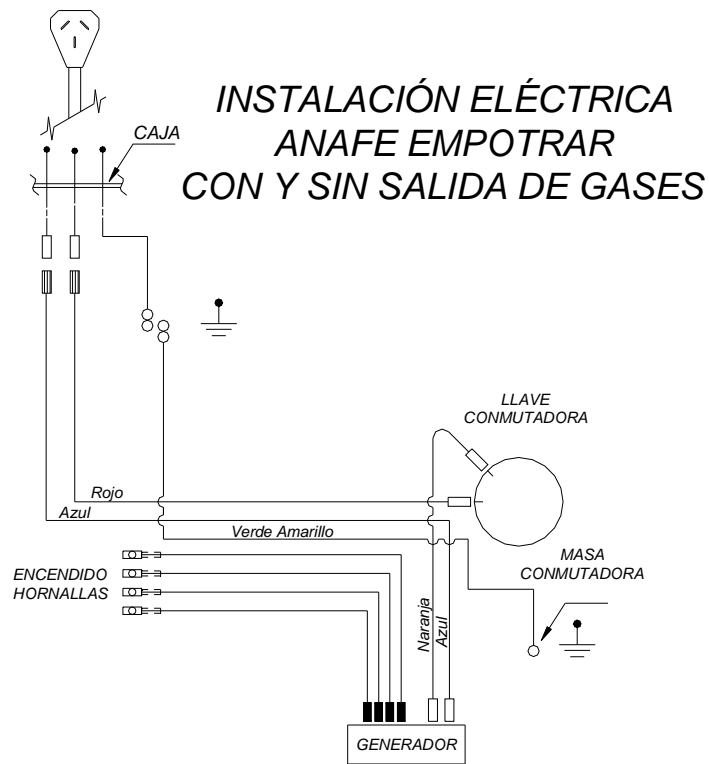 INSTALACIÓN ELÉCTRICA
ANAFE EMPOTRAR
CON Y SIN SALIDA DE GASES
CAJA
LLAVE
CONMUTADORA
Rojo
Azul
Verde Amarillo
ENCENDIDO
HORNALLAS
MASA
CONMUTADORA
Naranja
Azul
GENERADOR